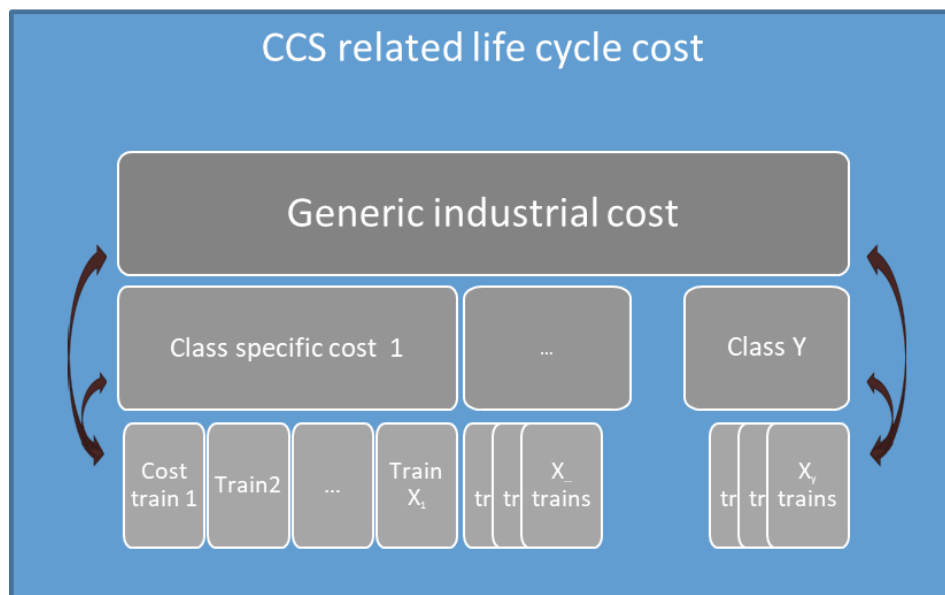 CCS related life cycle cost
Generic industrial cost
Class specific cost 1
...
Class Y
Cost
train 1
Train2
...
Train
X₁
tr
tr
X_
trains
tr
tr
Xᵧ
trains